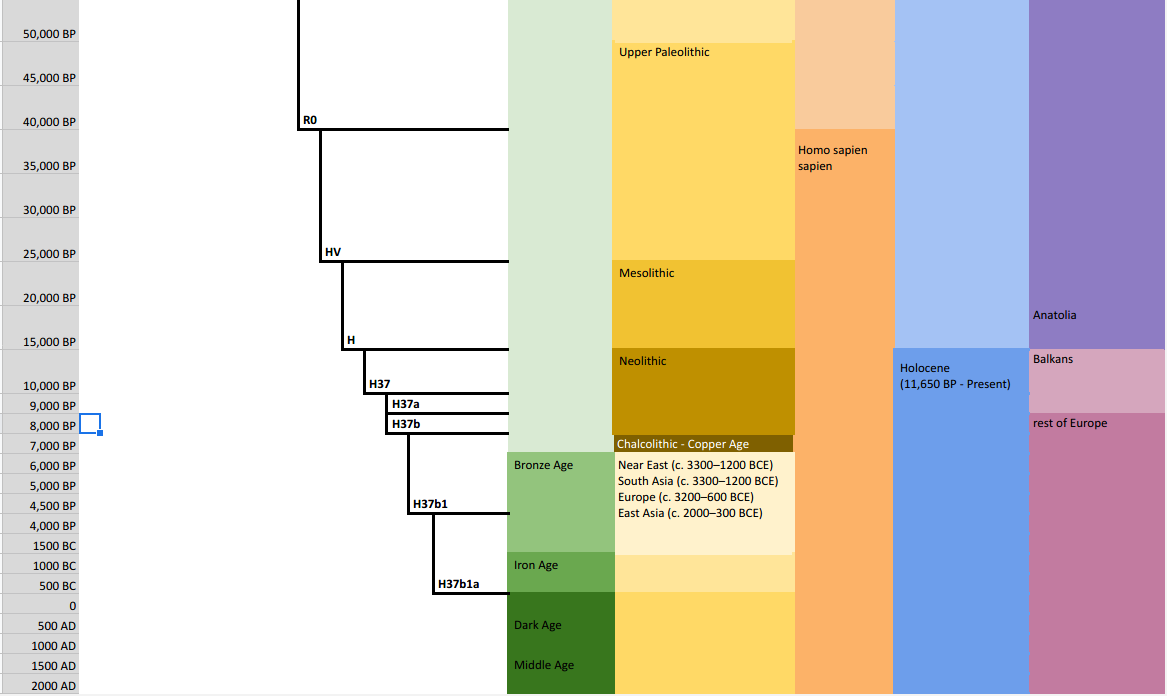 50,000 BP
45,000 BP
40,000 BP
35,000 BP
30,000 BP
25,000 BP
20,000 BP
15,000 BP
10,000 BP
9,000 BP
8,000 BP
7,000 BP
6,000 BP
5,000 BP
4,500 BP
4,000 BP
1500 BC
1000 BC
500 BC
0
500 AD
1000 AD
1500 AD
2000 AD
R0
HV
H
H37
H37a
H37b
H37b1
H37b1a
Bronze Age
Iron Age
Dark Age
Middle Age
Upper Paleolithic
Mesolithic
Neolithic
Chalcolithic - Copper Age
Near East (c. 3300–1200 BCE)
South Asia (c. 3300–1200 BCE)
Europe (c. 3200–600 BCE)
East Asia (c. 2000–300 BCE)
Homo sapien
sapien
Holocene
(11,650 BP - Present)
Anatolia
Balkans
rest of Europe